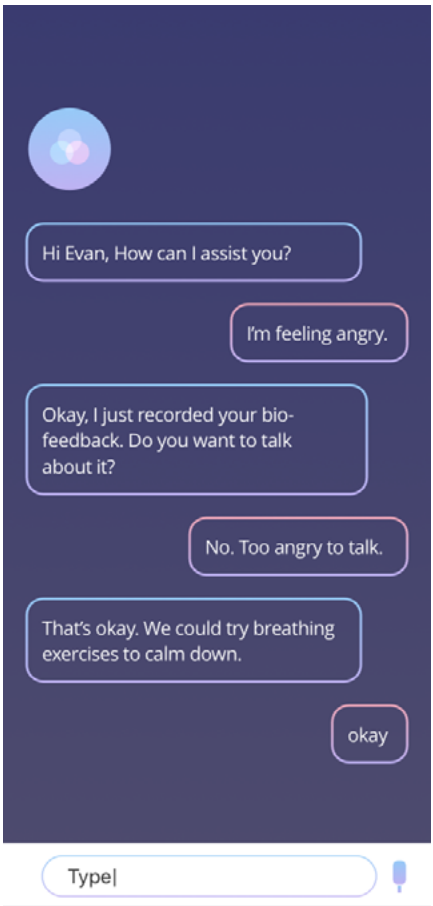 Hi Evan, How can I assist you?
I'm feeling angry.
Okay, I just recorded your bio-
feedback. Do you want to talk
about it?
No. Too angry to talk.
That's okay. We could try breathing
exercises to calm down.
okay
Type|